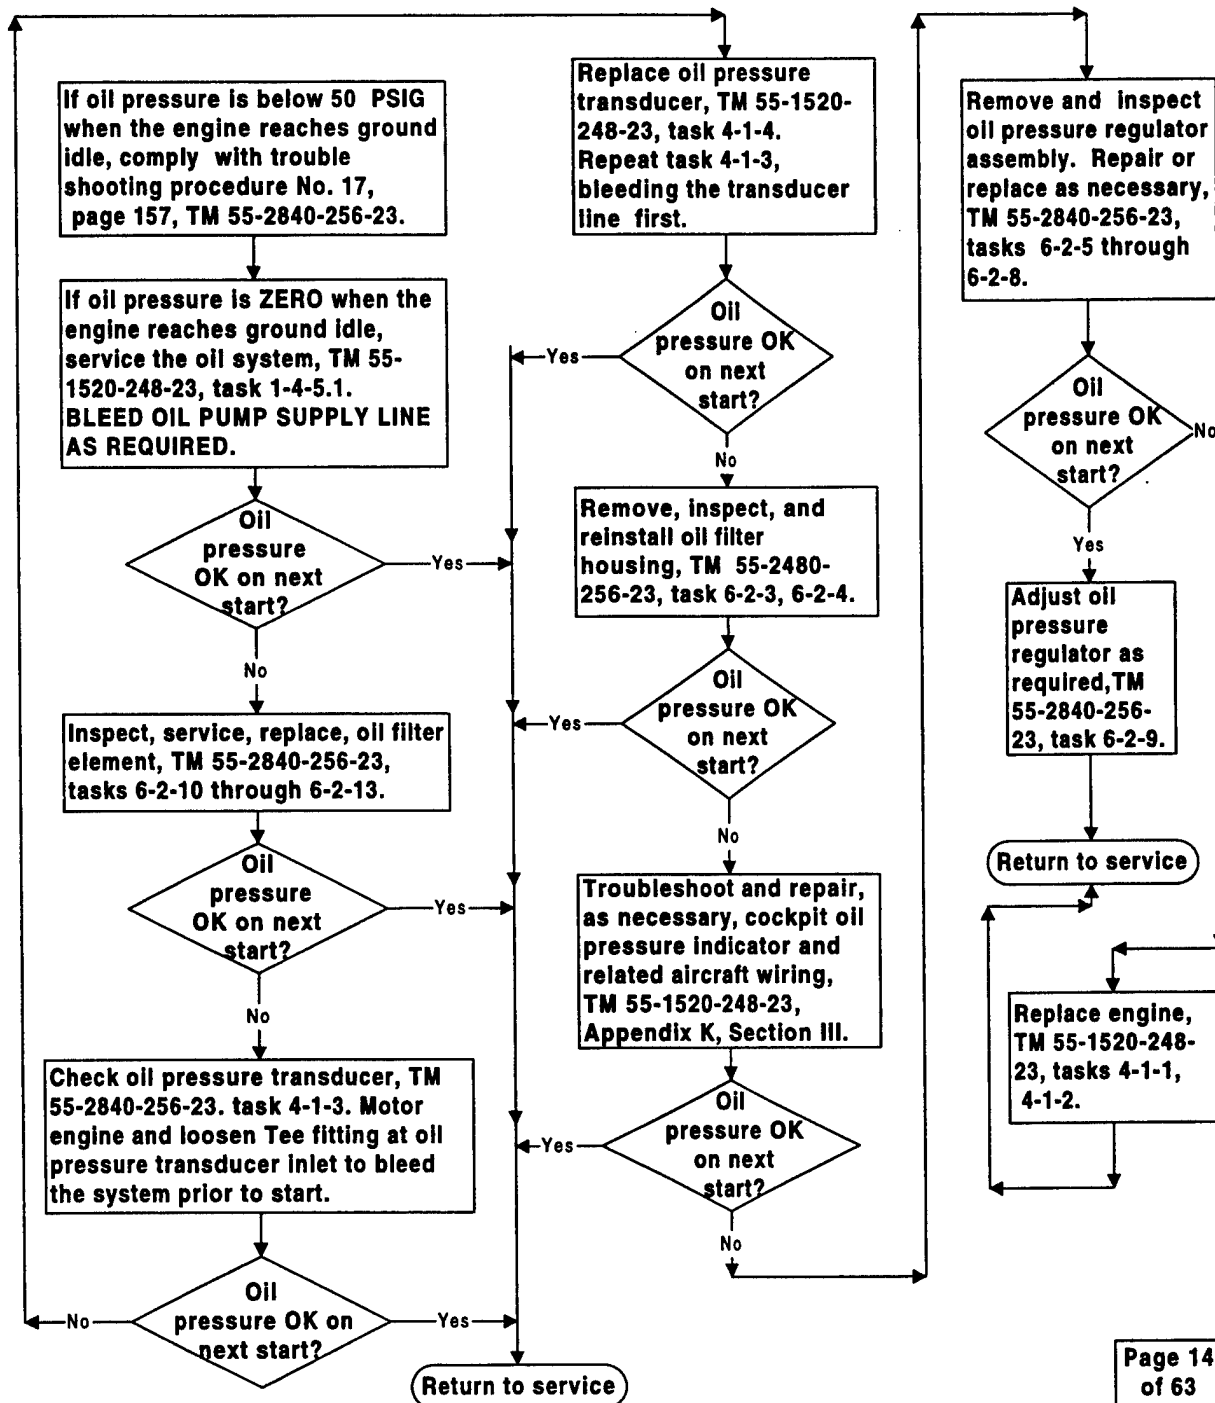 If oil pressure is below 50 PSIG
when the engine reaches ground
idle, comply with trouble
shooting procedure No. 17,
page 157, TM 55-2840-256-23.
If oil pressure is ZERO when the
engine reaches ground idle,
service the oil system, TM 55-
1520-248-23, task 1-4-5.1.
BLEED OIL PUMP SUPPLY LINE
AS REQUIRED.
Oil
pressure
OK on next
start?
Yes
No
Inspect, service, replace, oil filter
element, TM 55-2840-256-23,
tasks 6-2-10 through 6-2-13.
Oil
pressure
OK on next
start?
Yes
No
Check oil pressure transducer, TM
55-2840-256-23. task 4-1-3. Motor
engine and loosen Tee fitting at oil
pressure transducer inlet to bleed
the system prior to start.
Oil
pressure OK on
next start?
No
Yes
Return to service
Replace oil pressure
transducer, TM 55-1520-
248-23, task 4-1-4.
Repeat task 4-1-3,
bleeding the transducer
line first.
Oil
pressure OK
on next
start?
Yes
No
Remove, inspect, and
reinstall oil filter
housing, TM 55-2480-
256-23, task 6-2-3, 6-2-4.
Oil
pressure OK
on next
start?
Yes
No
Troubleshoot and repair,
as necessary, cockpit oil
pressure indicator and
related aircraft wiring,
TM 55-1520-248-23,
Appendix K, Section III.
Oil
pressure OK
on next
start?
Yes
No
Remove and inspect
oil pressure regulator
assembly. Repair or
replace as necessary,
TM 55-2840-256-23,
tasks 6-2-5 through
6-2-8.
Oil
pressure OK
on next
start?
No
Yes
Adjust oil
pressure
regulator as
required,TM
55-2840-256-
23, task 6-2-9.
Return to service
Replace engine,
TM 55-1520-248-
23, tasks 4-1-1,
4-1-2.
Page 14
of 63